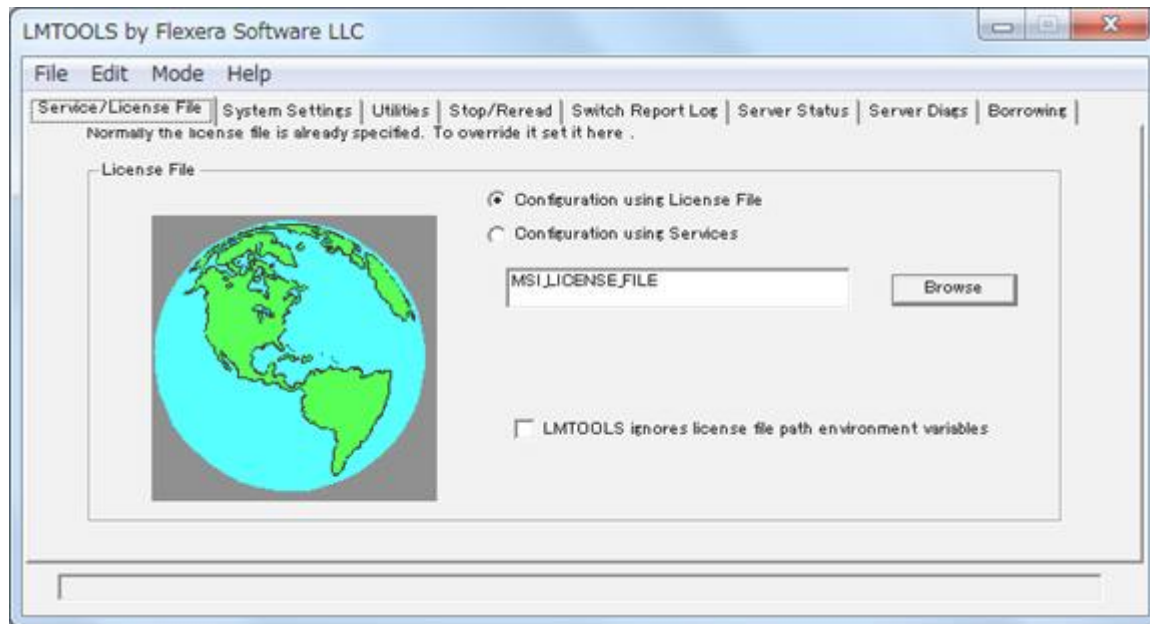 LMTOOLS by Flexera Software LLC
File Edit Mode Help
Service/License File System Settings Utilities Stop/Reread Switch Report Log Server Status Server Diags Borrowing
Normally the license file is already specified. To override it set it here .
License File
Configuration using License File
Configuration using Services
MSI_LICENSE_FILE
Browse
LMTOOLS ignores license file path environment variables